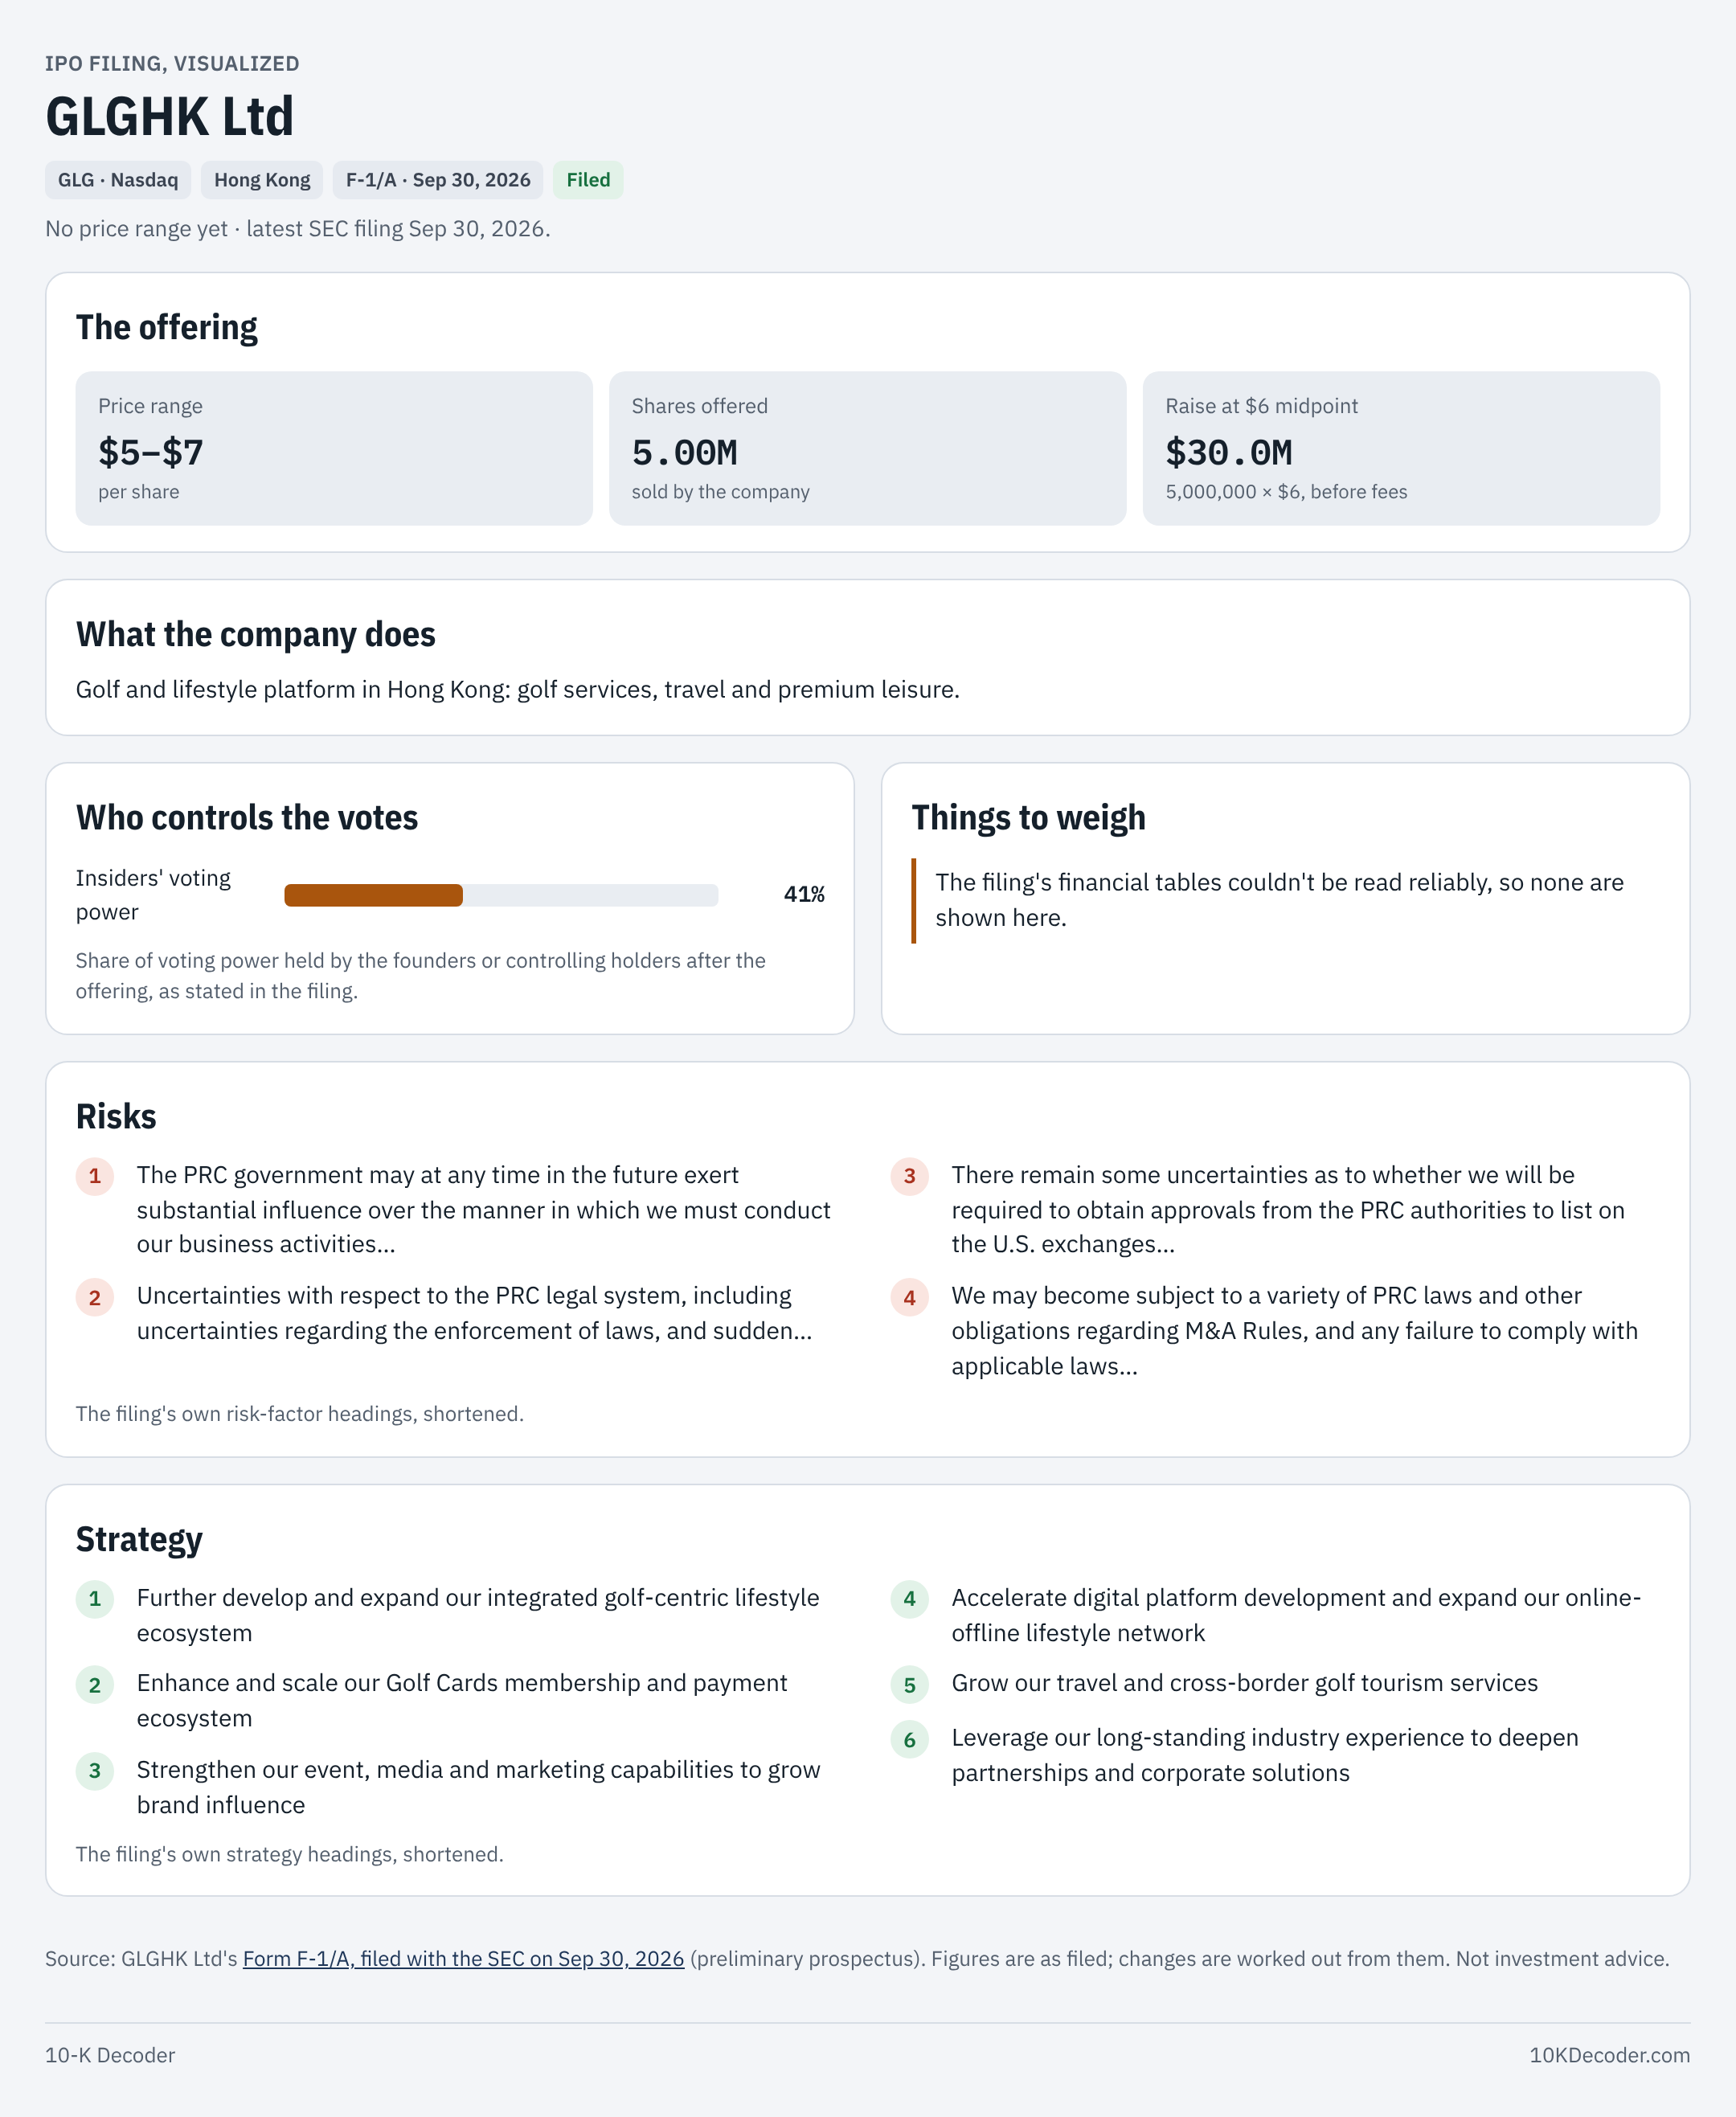 IPO FILING, VISUALIZED
GLGHK Ltd
GLG · Nasdaq
Hong Kong
F-1/A · Sep 30, 2026
Filed
No price range yet · latest SEC filing Sep 30, 2026.
The offering
Price range
$5–$7
per share
Shares offered
5.00M
sold by the company
Raise at $6 midpoint
$30.0M
5,000,000 × $6, before fees
What the company does
Golf and lifestyle platform in Hong Kong: golf services, travel and premium leisure.
Who controls the votes
Insiders' voting
power
41%
Share of voting power held by the founders or controlling holders after the
offering, as stated in the filing.
Things to weigh
The filing's financial tables couldn't be read reliably, so none are
shown here.
Risks
1 The PRC government may at any time in the future exert
substantial influence over the manner in which we must conduct
our business activities...
2 Uncertainties with respect to the PRC legal system, including
uncertainties regarding the enforcement of laws, and sudden...
3 There remain some uncertainties as to whether we will be
required to obtain approvals from the PRC authorities to list on
the U.S. exchanges...
4 We may become subject to a variety of PRC laws and other
obligations regarding M&A Rules, and any failure to comply with
applicable laws...
The filing's own risk-factor headings, shortened.
Strategy
1 Further develop and expand our integrated golf-centric lifestyle
ecosystem
2 Enhance and scale our Golf Cards membership and payment
ecosystem
3 Strengthen our event, media and marketing capabilities to grow
brand influence
4 Accelerate digital platform development and expand our online-
offline lifestyle network
5 Grow our travel and cross-border golf tourism services
6 Leverage our long-standing industry experience to deepen
partnerships and corporate solutions
The filing's own strategy headings, shortened.
Source: GLGHK Ltd's Form F-1/A, filed with the SEC on Sep 30, 2026 (preliminary prospectus). Figures are as filed; changes are worked out from them. Not investment advice.
10-K Decoder
10KDecoder.com